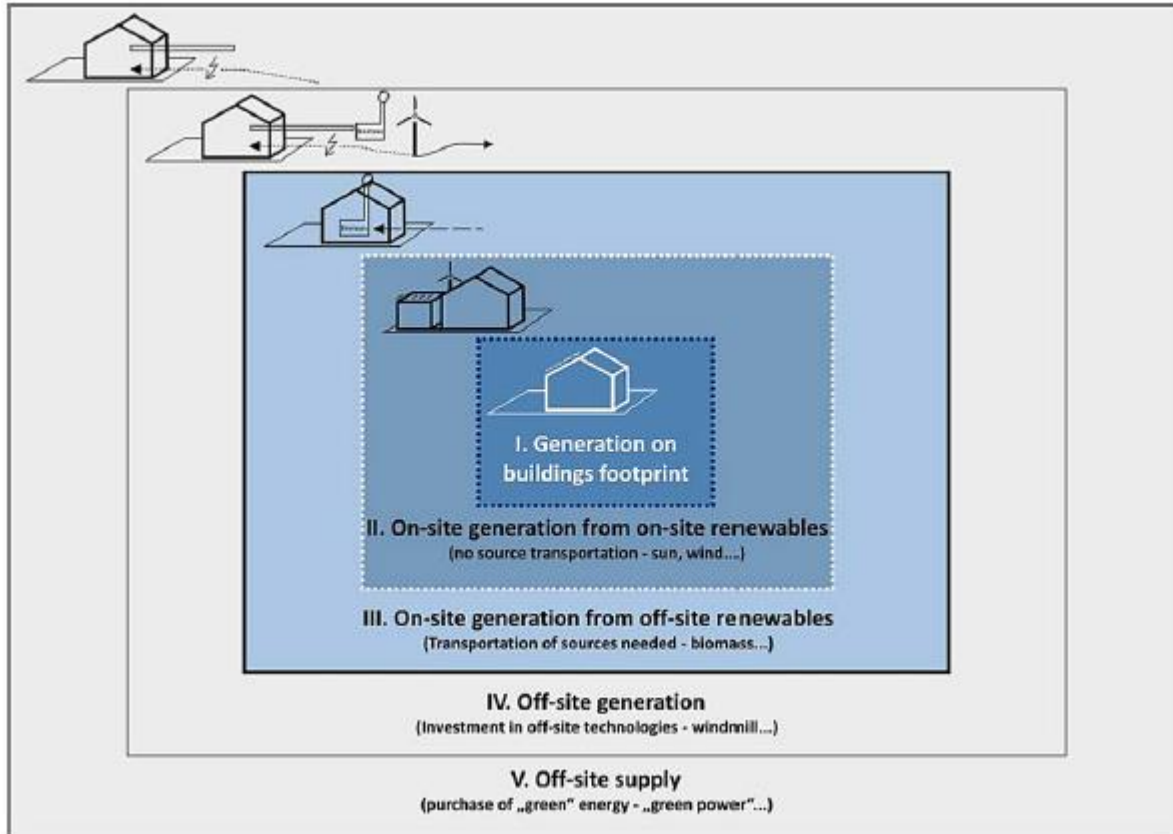 I. Generation on
buildings footprint
II. On-site generation from on-site renewables
(no source transportation - sun, wind...)
III. On-site generation from off-site renewables
(Transportation of sources needed - biomass...)
IV. Off-site generation
(Investment in off-site technologies - windmill...)
V. Off-site supply
(purchase of „green“ energy - „green power“...)